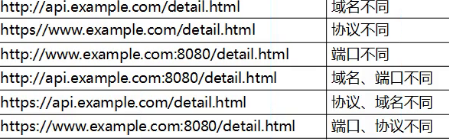 http://api.example.com/detail.html 域名不同
https//www.example.com/detail.html 协议不同
http://www.example.com:8080/detail.html 端口不同
http://api.example.com:8080/detail.html 域名、端口不同
https://api.example.com/detail.html 协议、域名不同
https://www.example.com:8080/detail.html 端口、协议不同